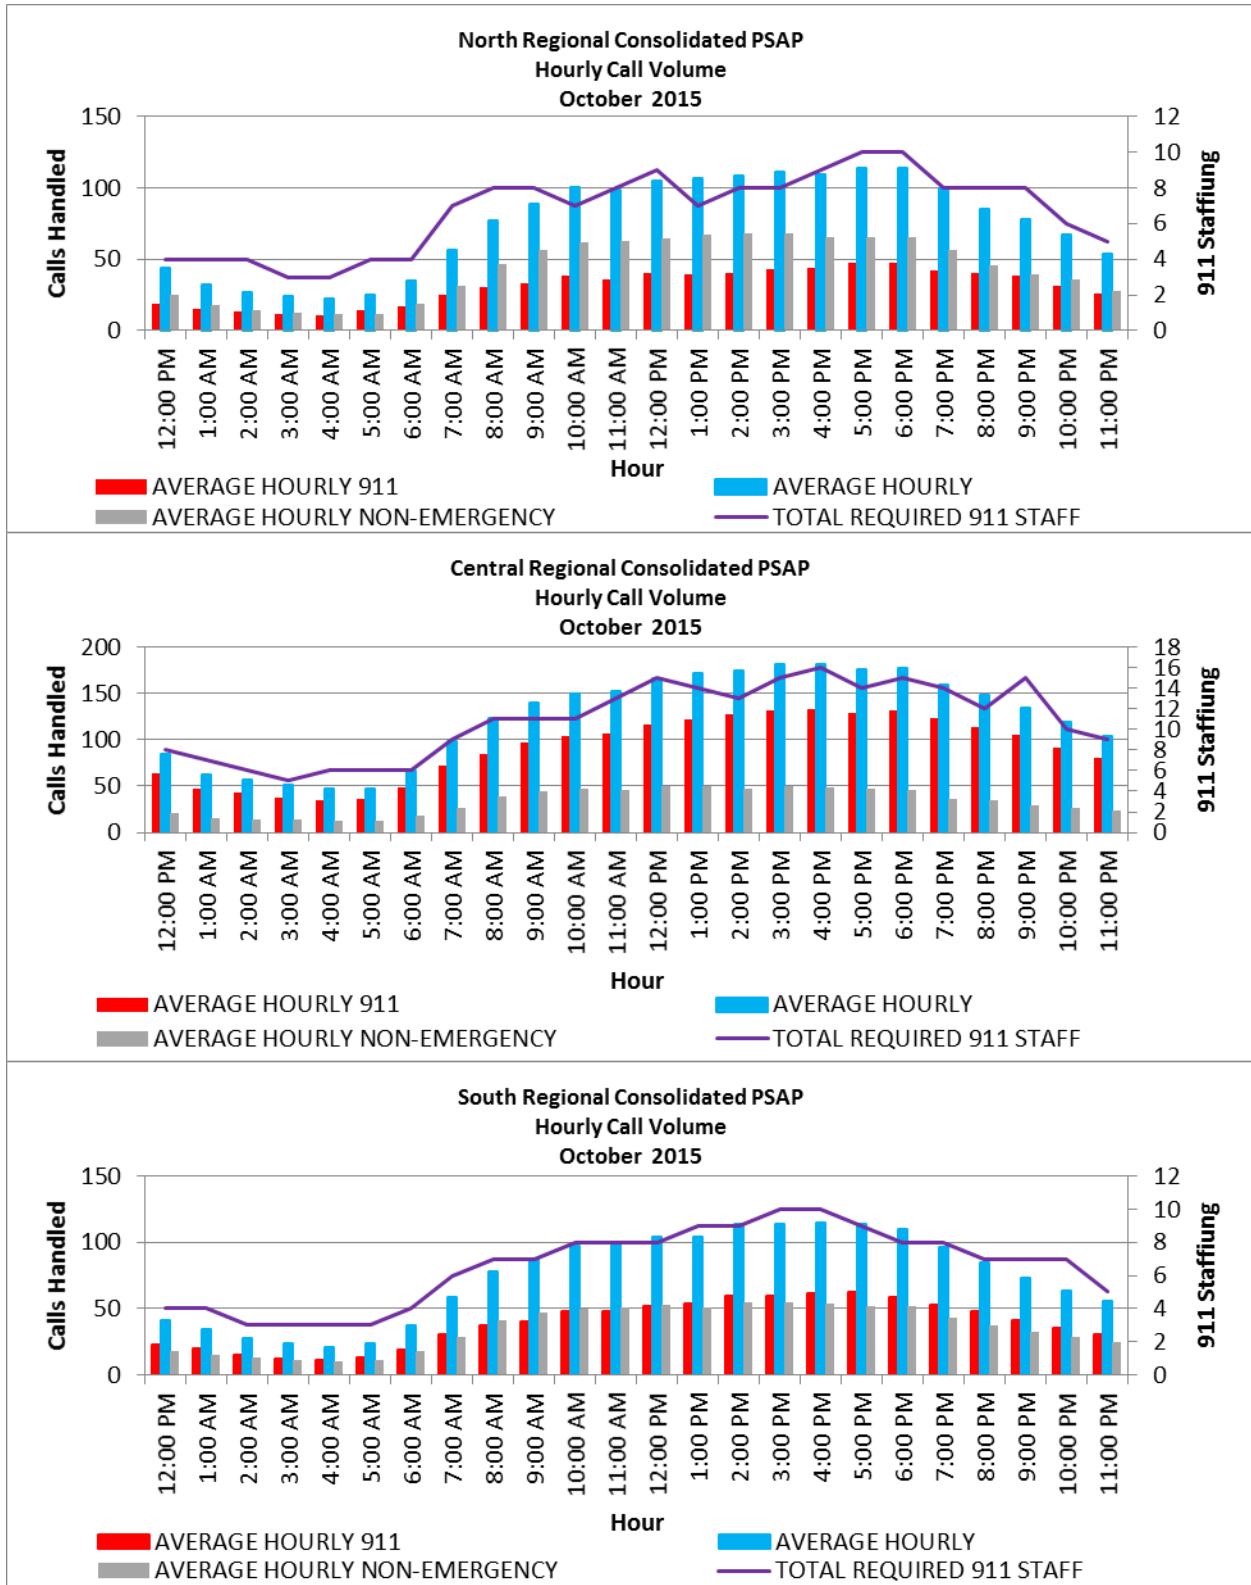 North Regional Consolidated PSAP
Hourly Call Volume
October 2015
150
100
50
0
Calls Handled
12
10
8
6
4
2
0
911 Staffiung
12:00 PM
1:00 AM
2:00 AM
3:00 AM
4:00 AM
5:00 AM
6:00 AM
7:00 AM
8:00 AM
9:00 AM
10:00 AM
11:00 AM
12:00 PM
1:00 PM
2:00 PM
3:00 PM
4:00 PM
5:00 PM
6:00 PM
7:00 PM
8:00 PM
9:00 PM
10:00 PM
11:00 PM
Hour
AVERAGE HOURLY 911
AVERAGE HOURLY
AVERAGE HOURLY NON-EMERGENCY
TOTAL REQUIRED 911 STAFF
Central Regional Consolidated PSAP
Hourly Call Volume
October 2015
200
150
100
50
0
Calls Handled
18
16
14
12
10
8
6
4
2
0
911 Staffiung
12:00 PM
1:00 AM
2:00 AM
3:00 AM
4:00 AM
5:00 AM
6:00 AM
7:00 AM
8:00 AM
9:00 AM
10:00 AM
11:00 AM
12:00 PM
1:00 PM
2:00 PM
3:00 PM
4:00 PM
5:00 PM
6:00 PM
7:00 PM
8:00 PM
9:00 PM
10:00 PM
11:00 PM
Hour
AVERAGE HOURLY 911
AVERAGE HOURLY
AVERAGE HOURLY NON-EMERGENCY
TOTAL REQUIRED 911 STAFF
South Regional Consolidated PSAP
Hourly Call Volume
October 2015
150
100
50
0
Calls Handled
12
10
8
6
4
2
0
911 Staffiung
12:00 PM
1:00 AM
2:00 AM
3:00 AM
4:00 AM
5:00 AM
6:00 AM
7:00 AM
8:00 AM
9:00 AM
10:00 AM
11:00 AM
12:00 PM
1:00 PM
2:00 PM
3:00 PM
4:00 PM
5:00 PM
6:00 PM
7:00 PM
8:00 PM
9:00 PM
10:00 PM
11:00 PM
Hour
AVERAGE HOURLY 911
AVERAGE HOURLY
AVERAGE HOURLY NON-EMERGENCY
TOTAL REQUIRED 911 STAFF